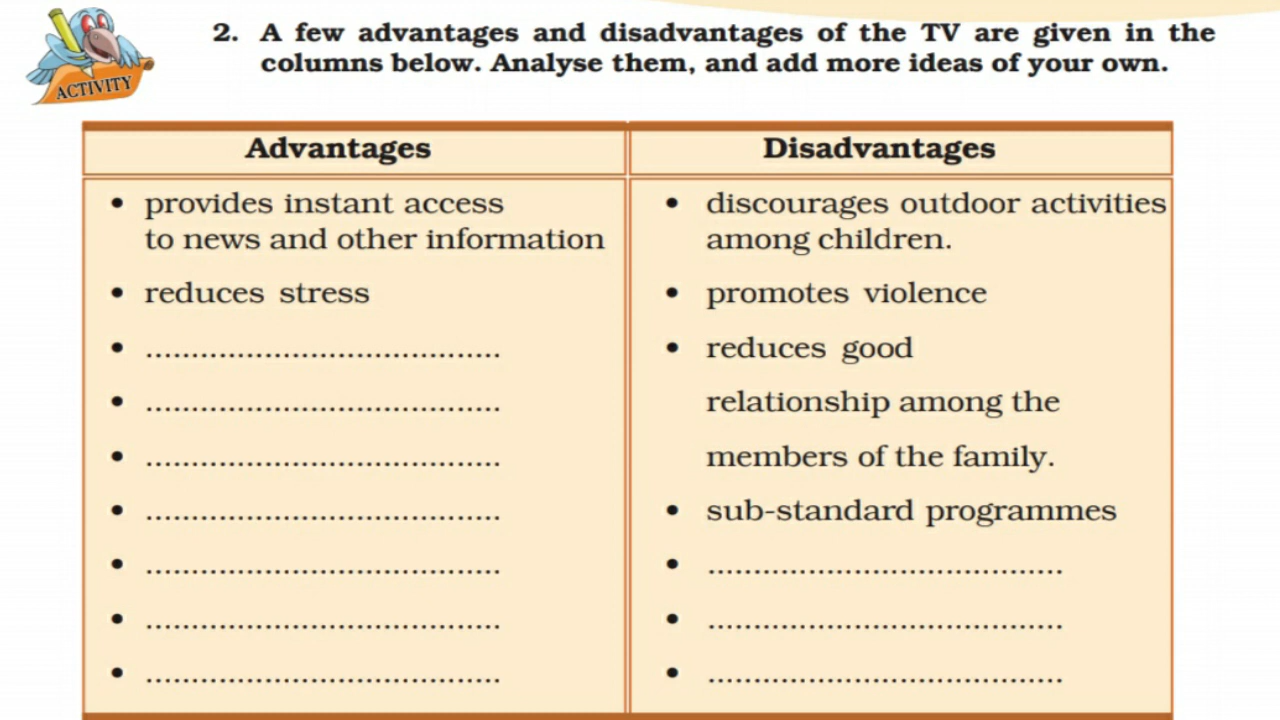 ACTIVITY
2. A few advantages and disadvantages of the TV are given in the
columns below. Analyse them, and add more ideas of your own.
Advantages
• provides instant access
to news and other information
• reduces stress
• .......................................
• .......................................
• .......................................
• .......................................
• .......................................
• .......................................
• .......................................
Disadvantages
• discourages outdoor activities
among children.
• promotes violence
• reduces good
relationship among the
members of the family.
• sub-standard programmes
• .......................................
• .......................................
• .......................................